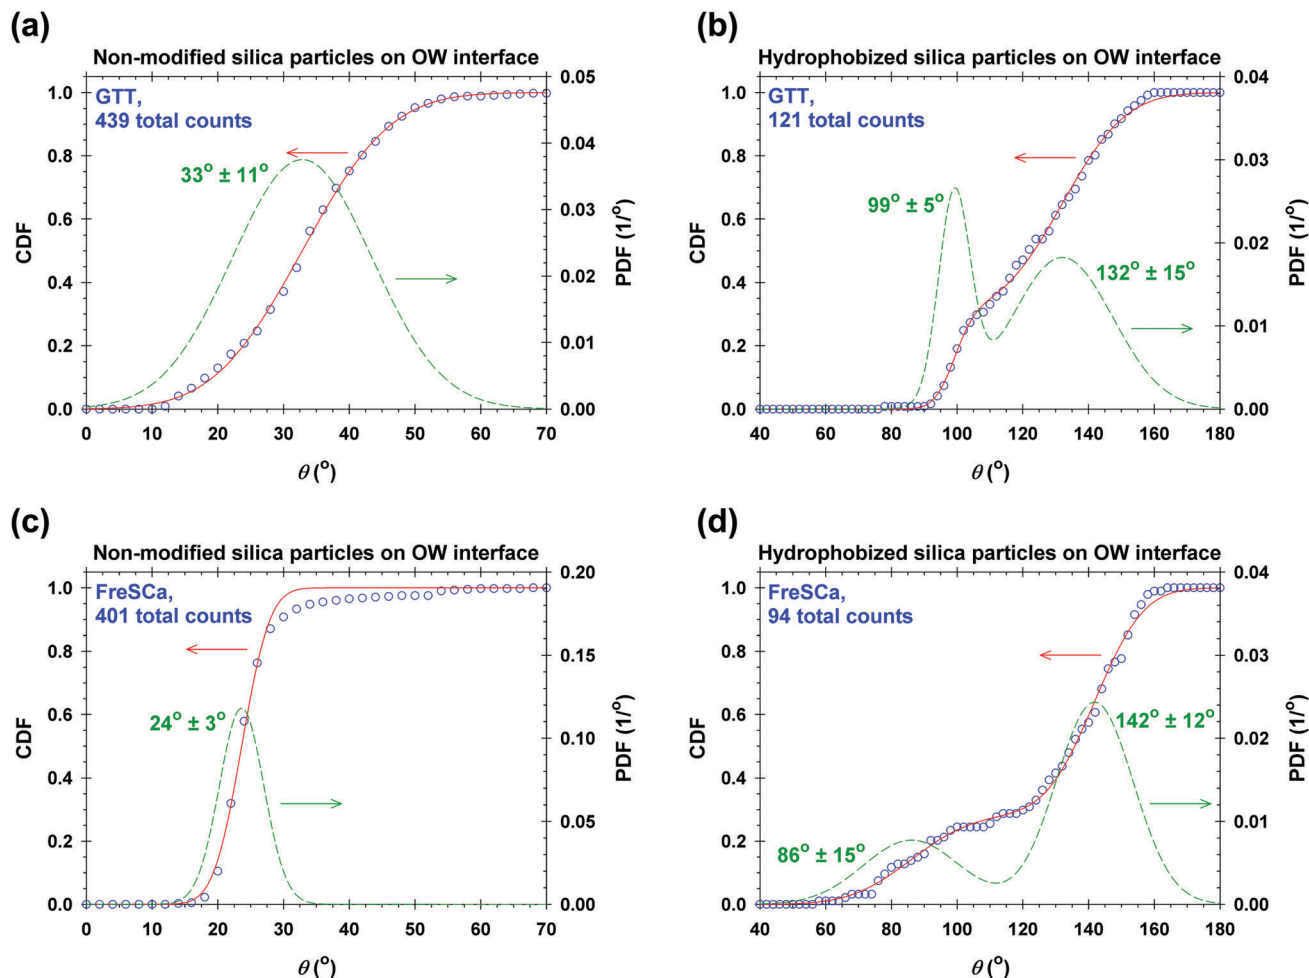 (a)
Non-modified silica particles on OW interface
GTT,
439 total counts
33° ± 11°
CDF
1.0
0.8
0.6
0.4
0.2
0.0
PDF (1/°)
0.05
0.04
0.03
0.02
0.01
0.00
0 10 20 30 40 50 60 70
θ (°)
(b)
Hydrophobized silica particles on OW interface
GTT,
121 total counts
99° ± 5°
132° ± 15°
CDF
1.0
0.8
0.6
0.4
0.2
0.0
PDF (1/°)
0.04
0.03
0.02
0.01
0.00
40 60 80 100 120 140 160 180
θ (°)
(c)
Non-modified silica particles on OW interface
FreSCa,
401 total counts
24° ± 3°
CDF
1.0
0.8
0.6
0.4
0.2
0.0
PDF (1/°)
0.20
0.15
0.10
0.05
0.00
0 10 20 30 40 50 60 70
θ (°)
(d)
Hydrophobized silica particles on OW interface
FreSCa,
94 total counts
142° ± 12°
86° ± 15°
CDF
1.0
0.8
0.6
0.4
0.2
0.0
PDF (1/°)
0.04
0.03
0.02
0.01
0.00
40 60 80 100 120 140 160 180
θ (°)